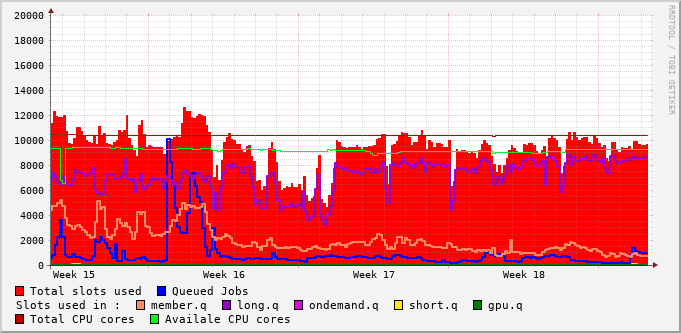 20000
18000
16000
14000
12000
10000
8000
6000
4000
2000
0
Week 15 Week 16 Week 17 Week 18
Total slots used Queued Jobs
Slots used in : member.q long.q ondemand.q short.q gpu.q
Total CPU cores Availale CPU cores
RRDTOOL / TOBI OETIKER